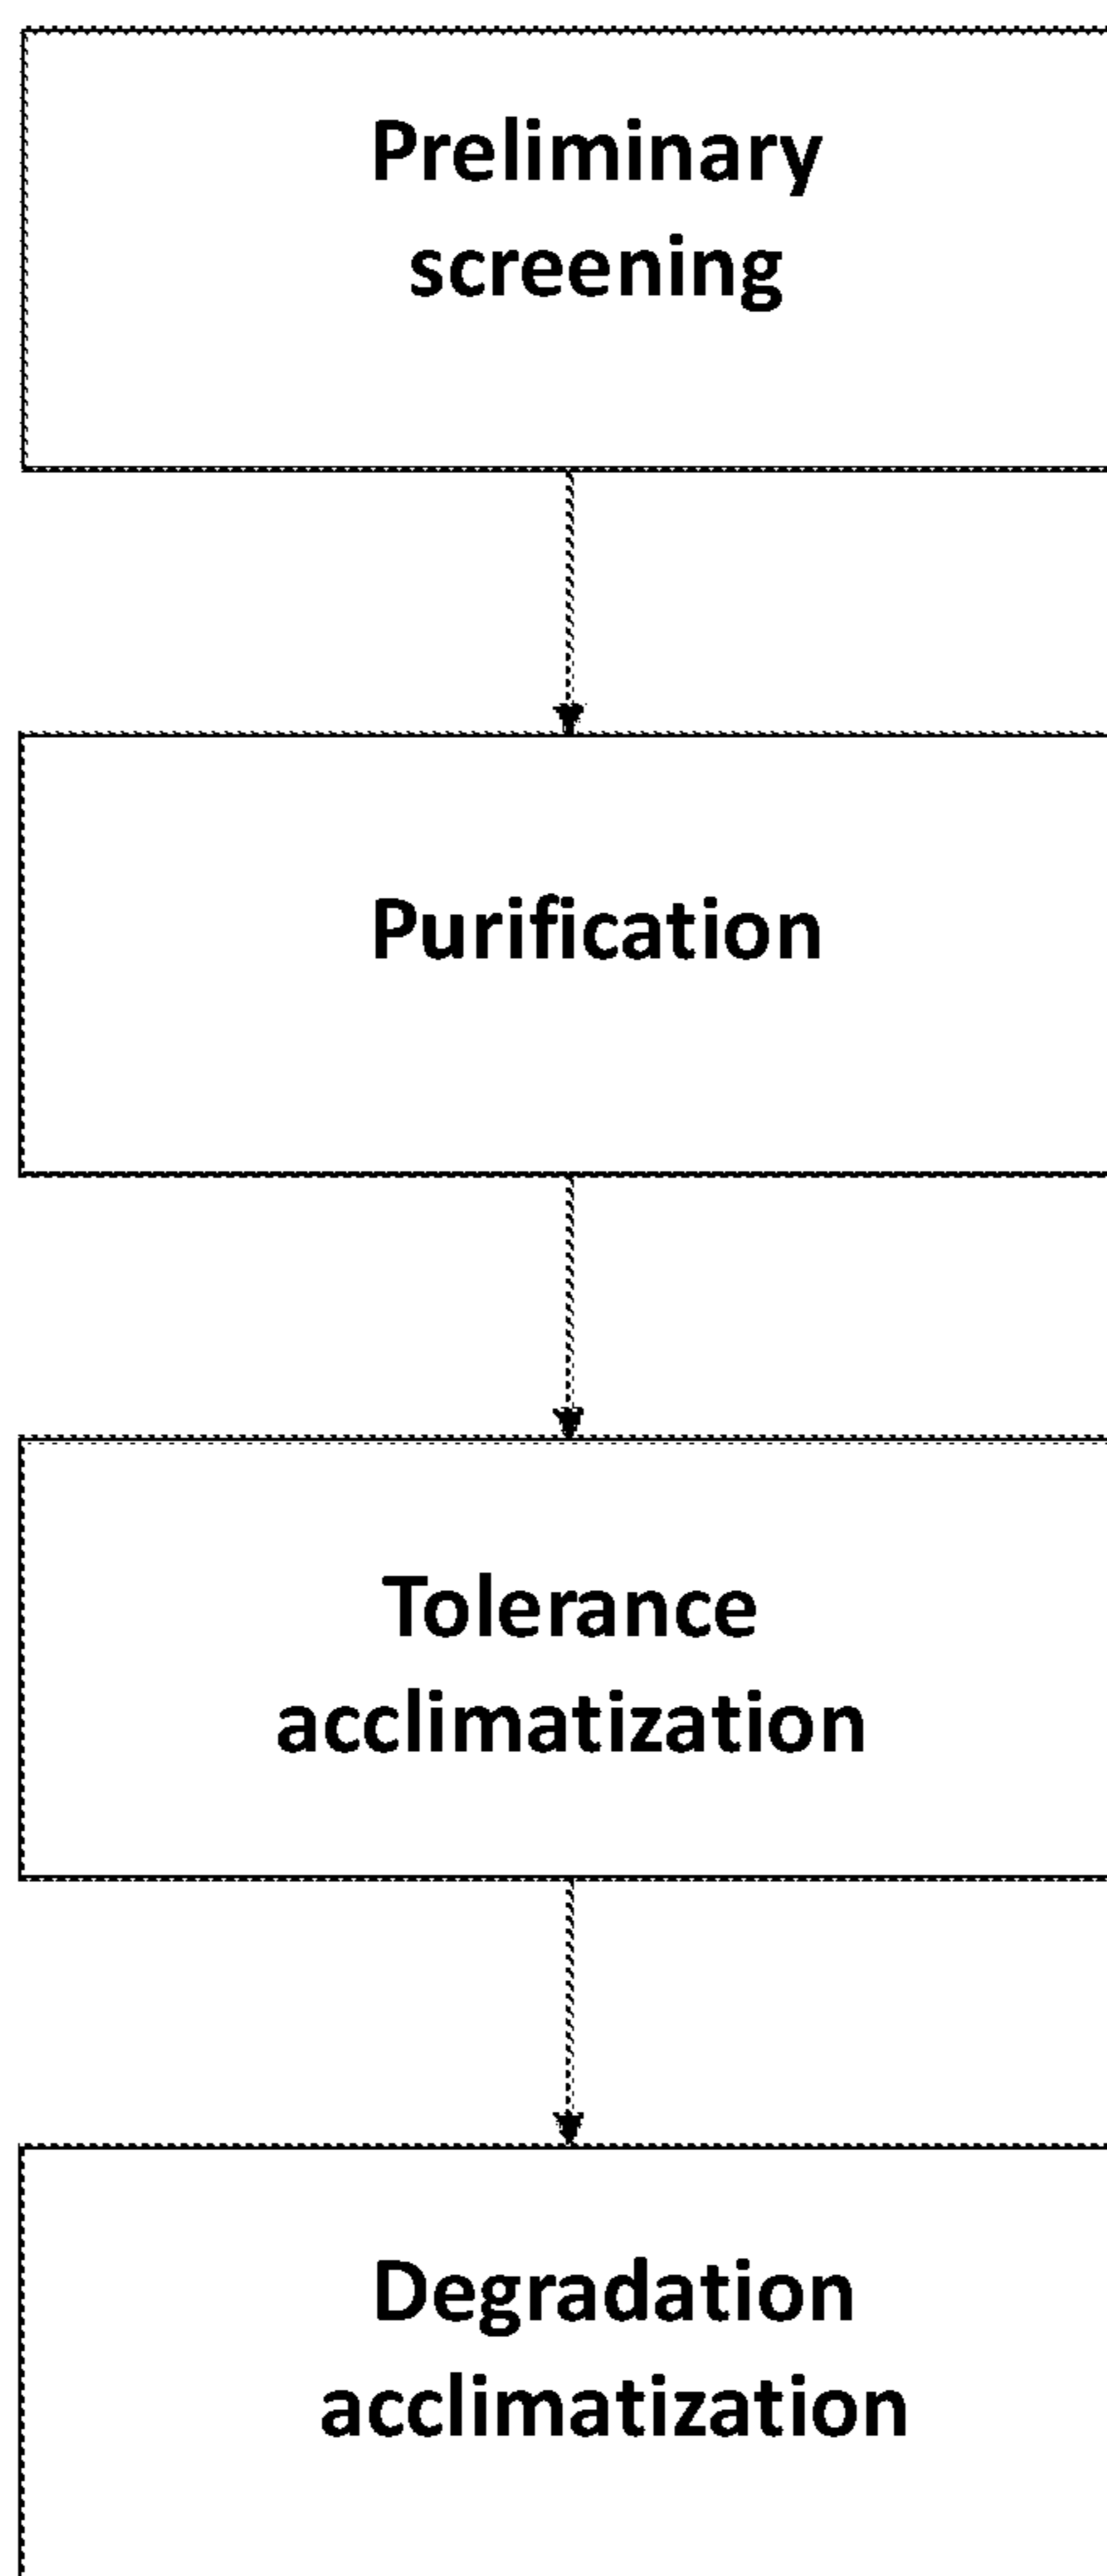 Preliminary
screening
Purification
Tolerance
acclimatization
Degradation
acclimatization